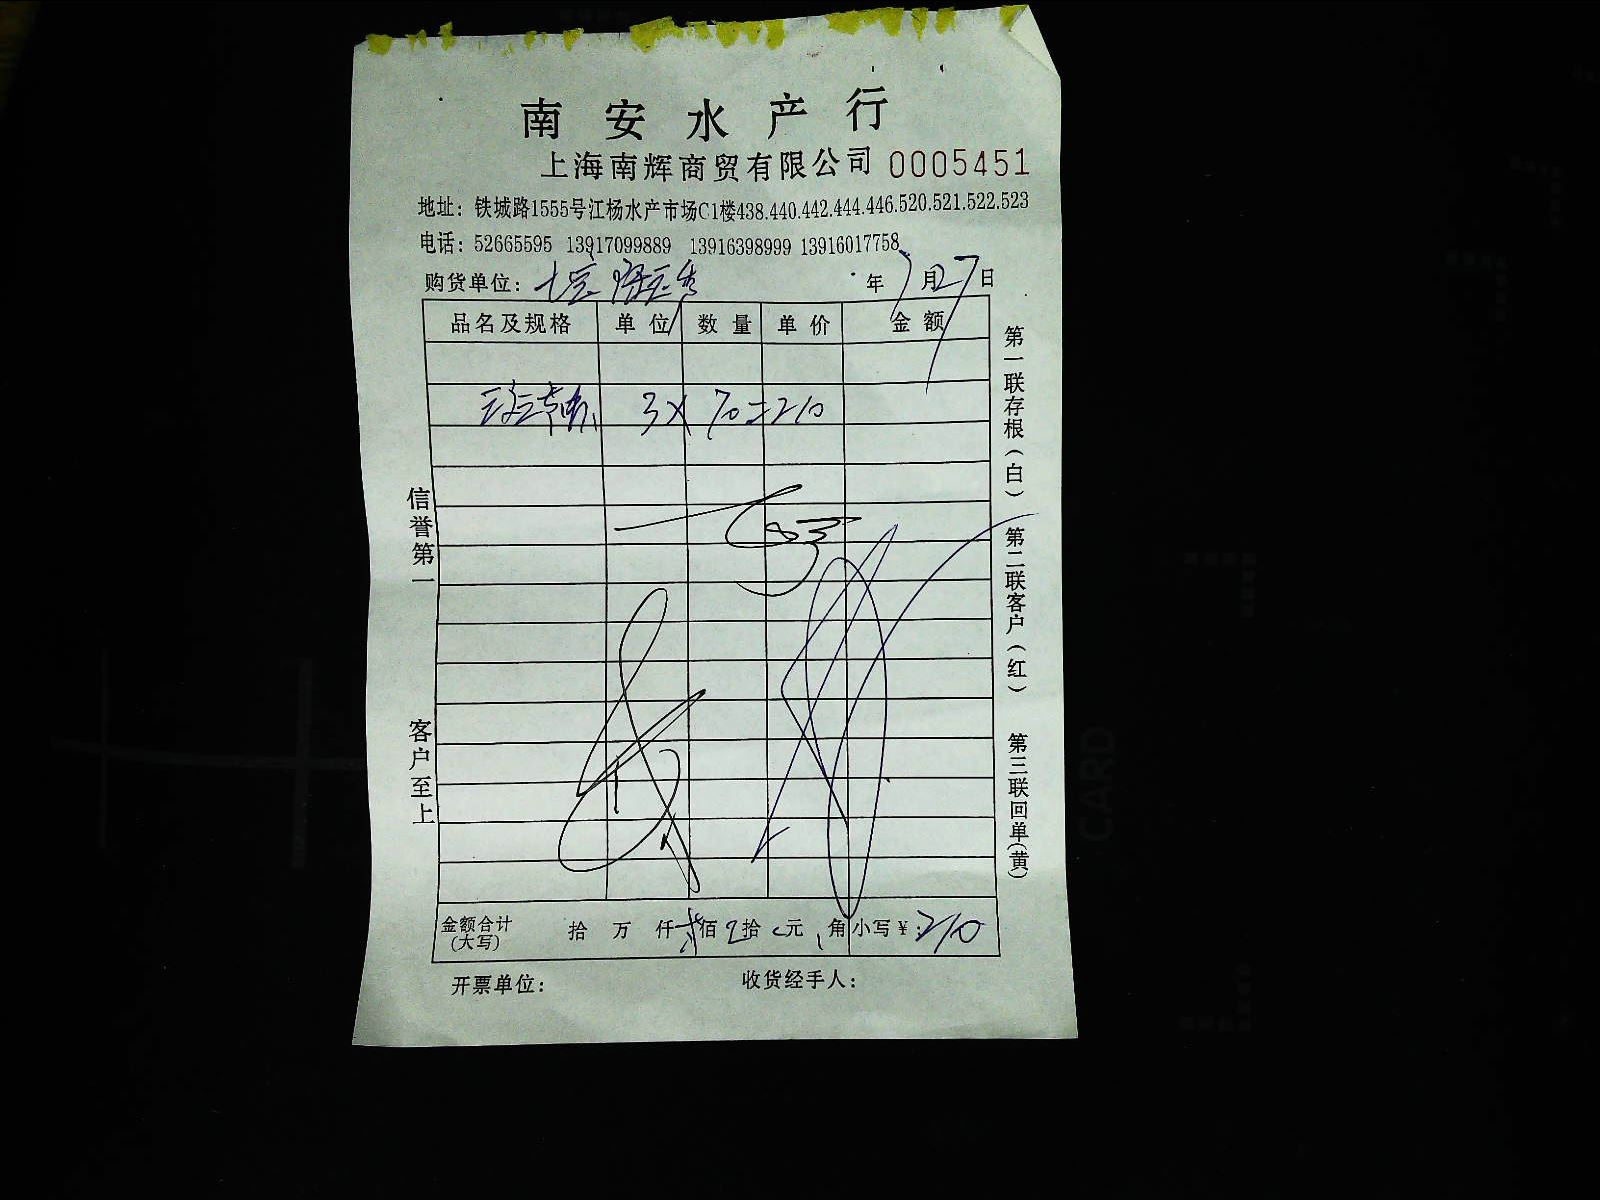 南安水产行
上海南辉商贸有限公司 0005451
地址：铁城路1555号江杨水产市场C1楼438.440.442.444.446.520.521.522.523
电话：52665595 13917099889 13916398999 13916017758
购货单位： 年7月27日
品名及规格 单位 数量 单价 金额
3X 70=210
信誉第一
客户至上
第一联存根（白） 第二联客户（红） 第三联回单（黄）
金额合计（大写） 拾 万 仟 佰 拾 元 角 小写￥：210
开票单位： 收货经手人：